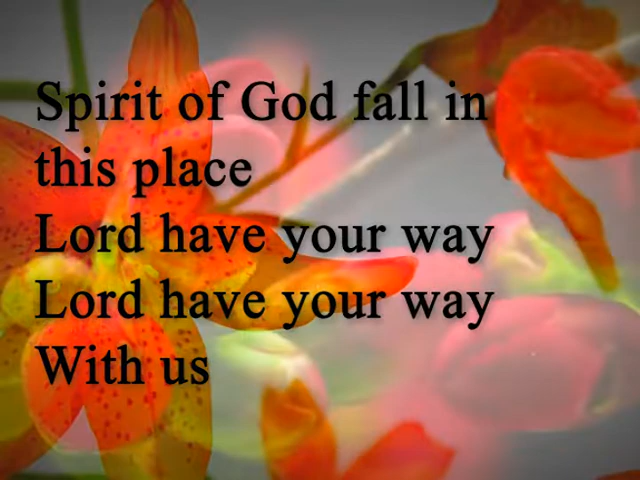 Spirit of God fall in
this place
Lord have your way
Lord have your way
With us